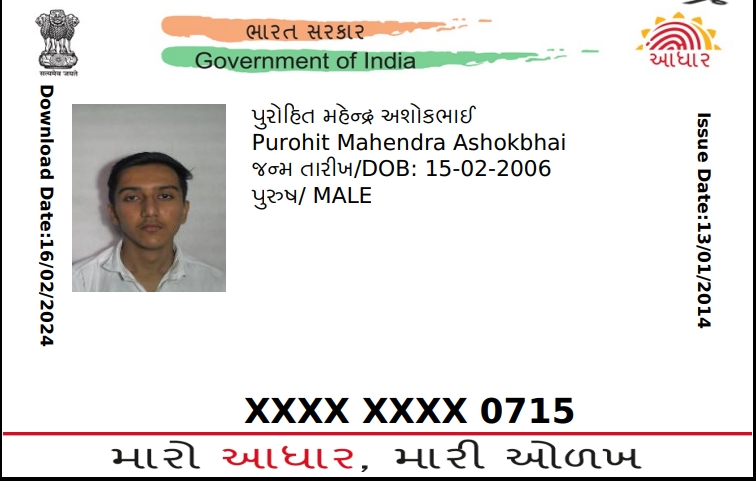 ભારત સરકાર
Government of India
सत्यमेव जयते
આધાર
Download Date:16/02/2024
પુરોહિત મહેન્દ્ર અશોકભાઈ
Purohit Mahendra Ashokbhai
જન્મ તારીખ/DOB: 15-02-2006
પુરુષ/ MALE
Issue Date:13/01/2014
XXXX XXXX 0715
મારો આધાર, મારી ઓળખ